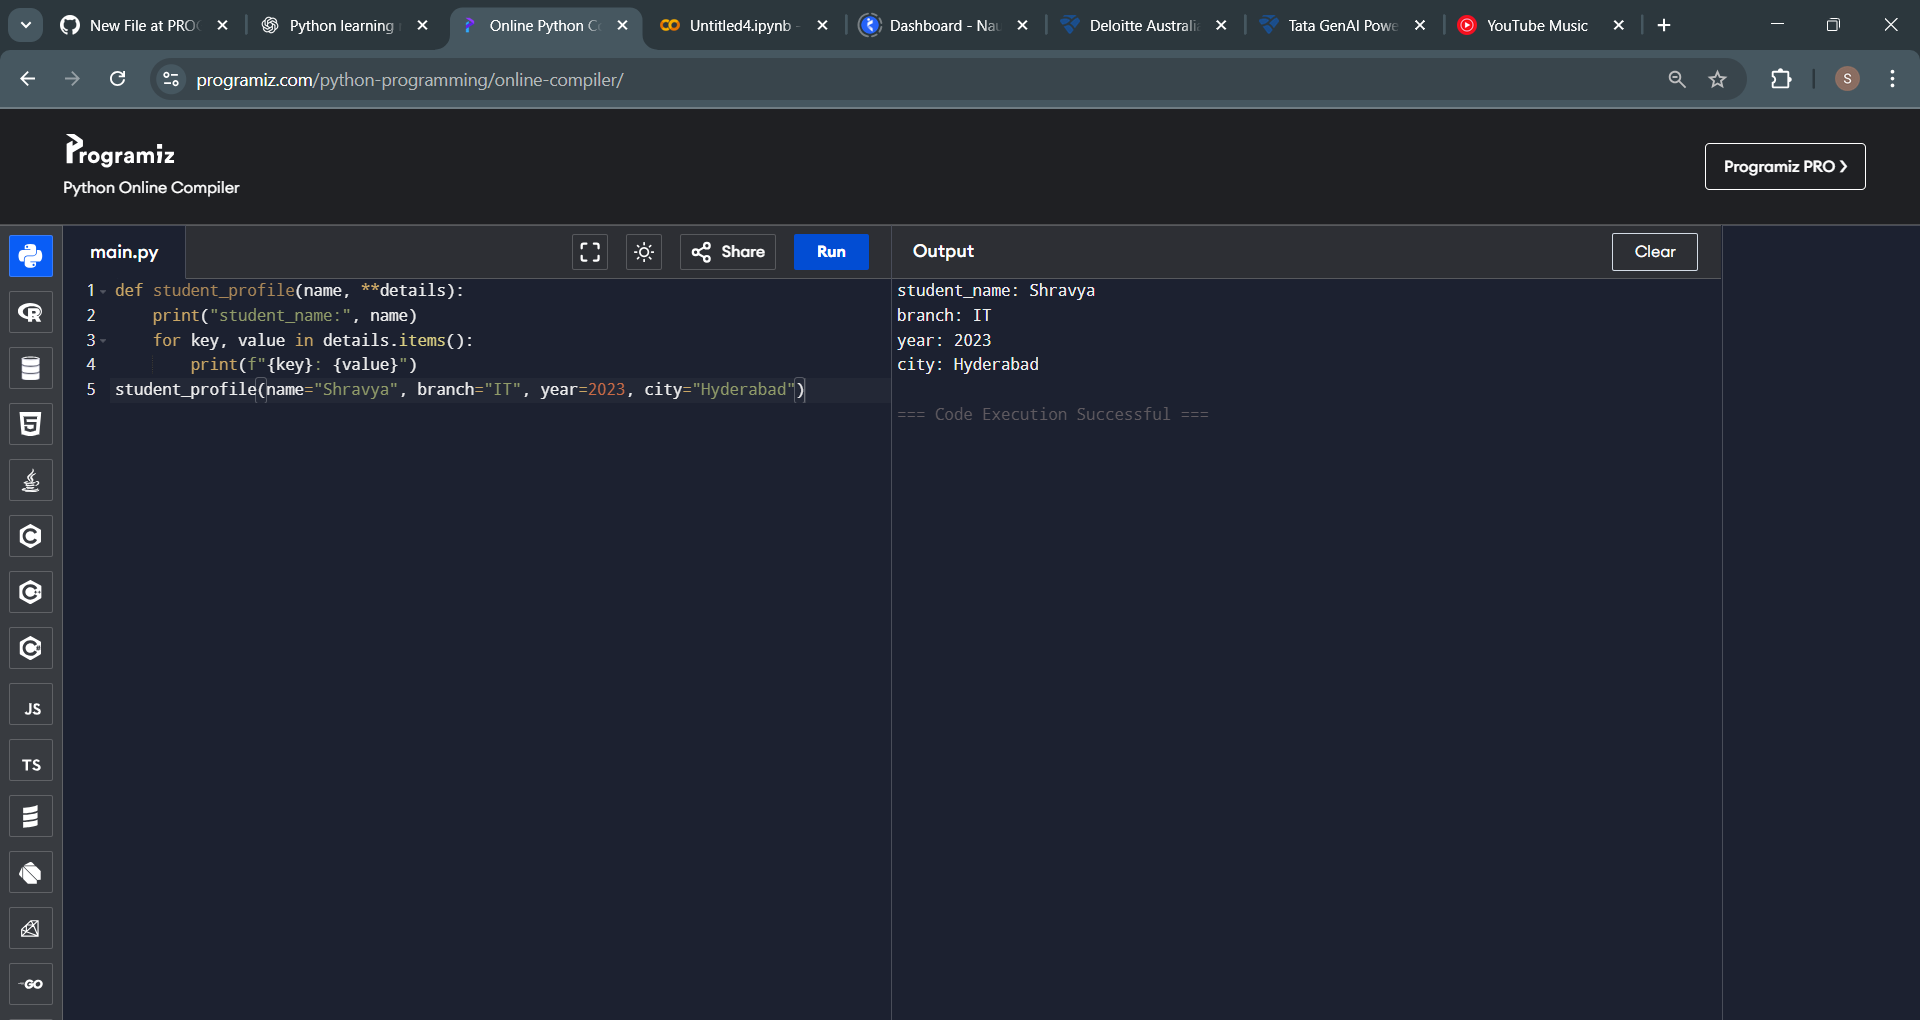 New File at PRO
Python learning
Online Python C
Untitled4.ipynb
Dashboard - Nau
Deloitte Australi
Tata GenAI Powe
YouTube Music
programiz.com/python-programming/online-compiler/
S
Programiz
Python Online Compiler
Programiz PRO ❯
main.py
Share
Run
Output
Clear
1 def student_profile(name, **details):
2     print("student_name:", name)
3     for key, value in details.items():
4         print(f"{key}: {value}")
5 student_profile(name="Shravya", branch="IT", year=2023, city="Hyderabad")
student_name: Shravya
branch: IT
year: 2023
city: Hyderabad
=== Code Execution Successful ===
JS
TS
GO